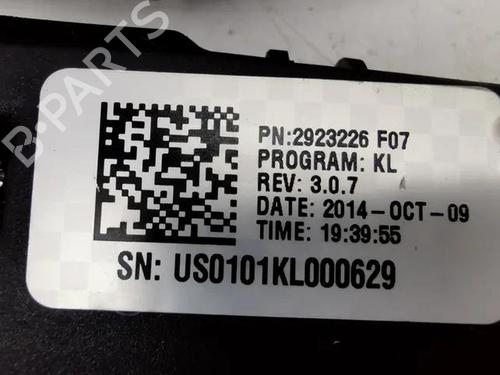 PN:2923226 F07
PROGRAM: KL
REV: 3.0.7
DATE: 2014-OCT-09
TIME: 19:39:55
SN: US0101KL000629
B-Parts